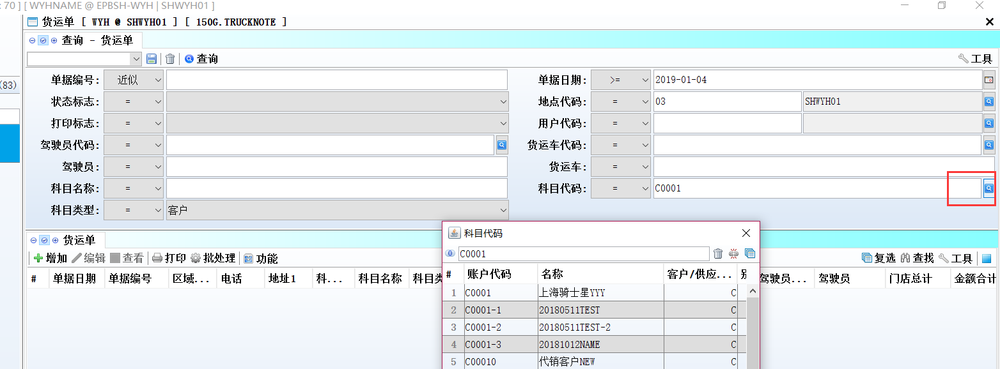 : 70 ] [ WYHNAME @ EPBSH-WYH | SHWYH01 ]
货运单 [ WYH @ SHWYH01 ] [ 150G.TRUCKNOTE ]
查询 - 货运单
查询 工具
(83)
单据编号: 近似 单据日期: >= 2019-01-04
状态标志: = 地点代码: = 03 SHWYH01
打印标志: = 用户代码: =
驾驶员代码: = 货运车代码: =
驾驶员: = 货运车: =
科目名称: = 科目代码: = C0001
科目类型: = 客户
货运单
增加 编辑 查看 打印 批处理 功能 复选 查找 工具
# 单据日期 单据编号 区域... 电话 地址1 科... 科目名称 科目类 驾驶员... 驾驶员 门店总计 金额合计
科目代码
C0001
# 账户代码 名称 客户/供应...
1 C0001 上海骑士星YYY C
2 C0001-1 20180511TEST C
3 C0001-2 20180511TEST-2 C
4 C0001-3 20181012NAME C
5 C00010 代销客户NEW C